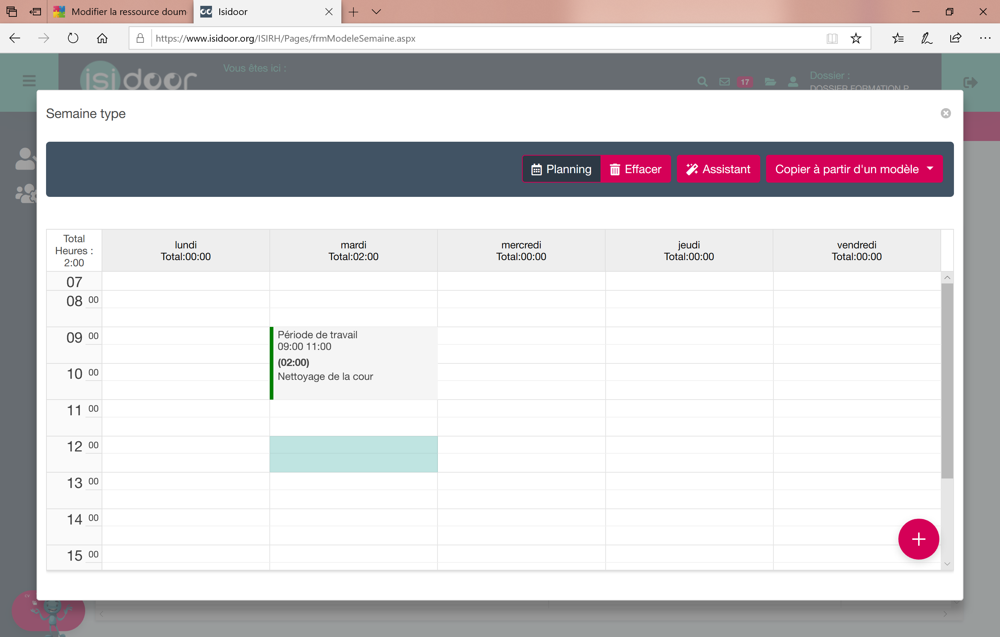 Modifier la ressource doum
Isidoor
https://www.isidoor.org/ISIRH/Pages/frmModeleSemaine.aspx
isidoor
Vous êtes ici :
17
Dossier :
DOSSIER FORMATION P
Semaine type
Planning
Effacer
Assistant
Copier à partir d'un modèle
Total
Heures :
2:00
lundi
Total:00:00
mardi
Total:02:00
mercredi
Total:00:00
jeudi
Total:00:00
vendredi
Total:00:00
07
08 00
09 00
Période de travail
09:00 11:00
(02:00)
Nettoyage de la cour
10 00
11 00
12 00
13 00
14 00
15 00
CV